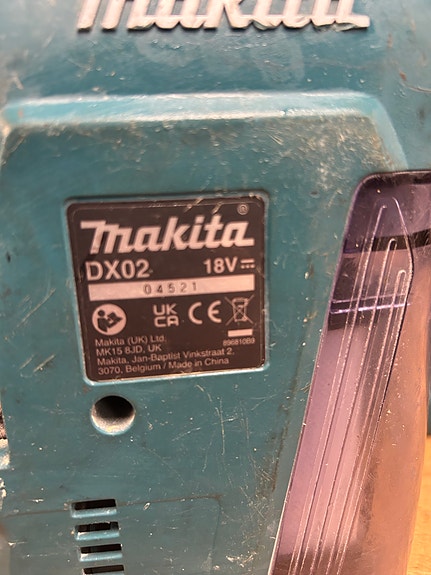 makita
makita®
DX02 18V⎓
04521
UK
CA CE
Makita (UK) Ltd.
MK15 8JD, UK
Makita, Jan-Baptist Vinkstraat 2,
3070, Belgium / Made in China
896810B9